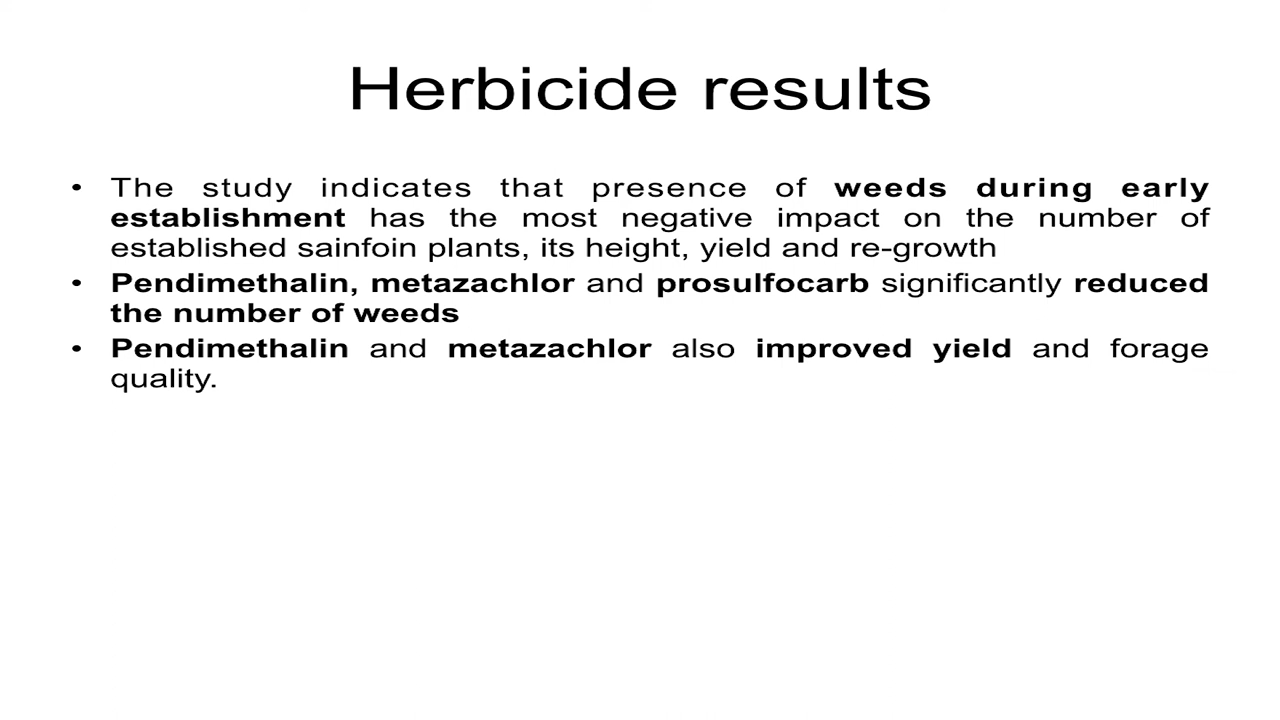 Herbicide results
• The study indicates that presence of weeds during early
establishment has the most negative impact on the number of
established sainfoin plants, its height, yield and re-growth
• Pendimethalin, metazachlor and prosulfocarb significantly reduced
the number of weeds
• Pendimethalin and metazachlor also improved yield and forage
quality.